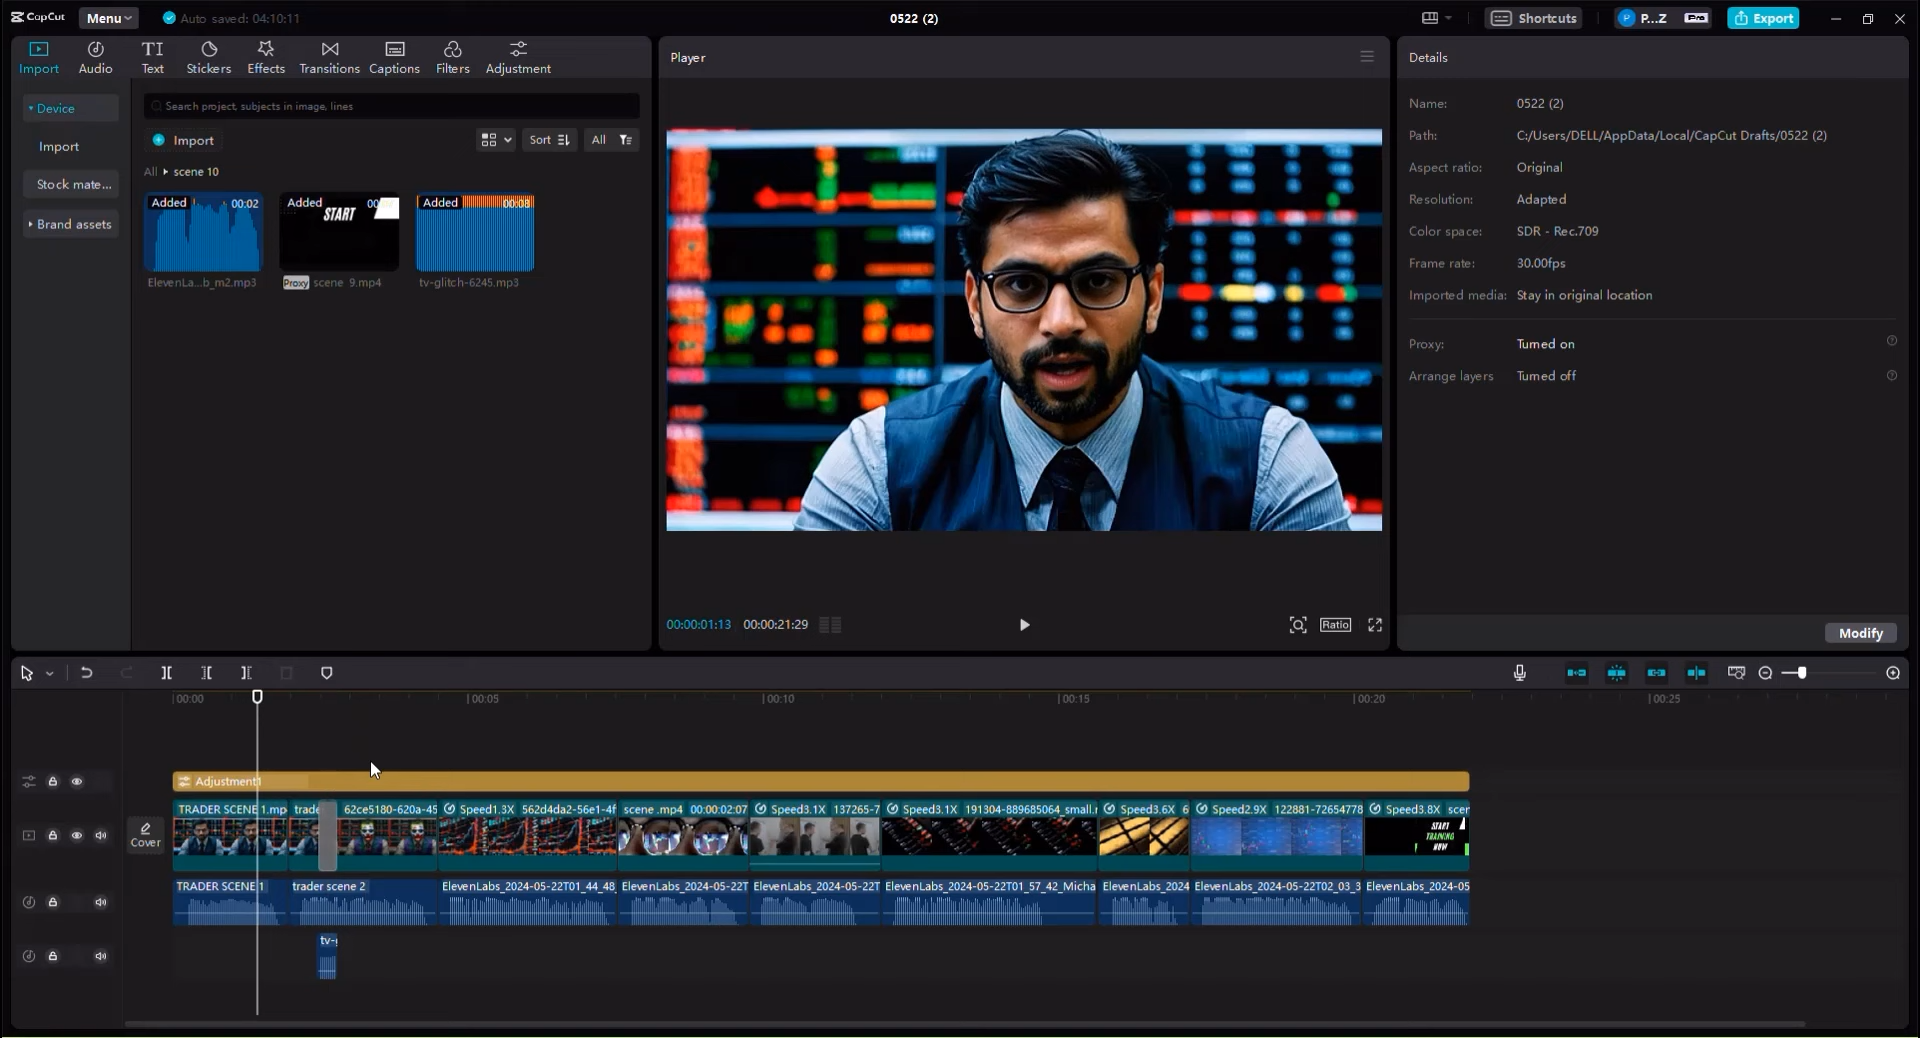 CapCut
Menu
Auto saved: 04:10:11
0522 (2)
Shortcuts
P...Z
Pro
Export
Import
Audio
TI
Text
Stickers
Effects
Transitions
Captions
Filters
Adjustment
Player
Details
Device
Import
Stock mate...
Brand assets
Search project, subjects in image, lines
Import
Sort
All
All
scene 10
Added
00:02
Added
START
Added
00:08
ElevenLa...b_m2.mp3
Proxy scene 9.mp4
tv-glitch-6245.mp3
Name: 0522 (2)
Path: C:/Users/DELL/AppData/Local/CapCut Drafts/0522 (2)
Aspect ratio: Original
Resolution: Adapted
Color space: SDR - Rec.709
Frame rate: 30.00fps
Imported media: Stay in original location
Proxy: Turned on
Arrange layers Turned off
Modify
00:00:01:13
00:00:21:29
Ratio
00:00
00:05
00:10
00:15
00:20
00:25
Adjustment1
Cover
TRADER SCENE 1.mp
trade
62ce5180-620a-45
Speed1.3X 562d4da2-56e1-4f
scene .mp4 00:00:02:07
Speed3.1X 137265-7
Speed3.1X 191304-889685064_small.r
Speed3.6X 6
Speed2.9X 122881-72654778
Speed3.8X scer
START
TRAINING
NOW
TRADER SCENE 1
trader scene 2
ElevenLabs_2024-05-22T01_44_48
ElevenLabs_2024-05-22T
ElevenLabs_2024-05-22T
ElevenLabs_2024-05-22T01_57_42_Micha
ElevenLabs_2024
ElevenLabs_2024-05-22T02_03_3
ElevenLabs_2024-05
tv-g